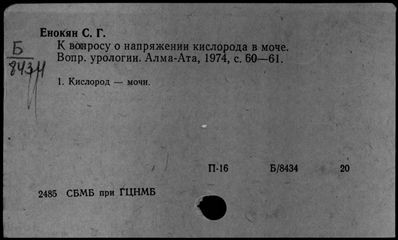 Енокян С. Г.
Б
8434
К вопросу о напряжении кислорода в моче.
Вопр. урологии. Алма-Ата, 1974, с. 60—61.
1. Кислород — мочи.
П-16 Б/8434 20
2485 СБМБ при ГЦНМБ